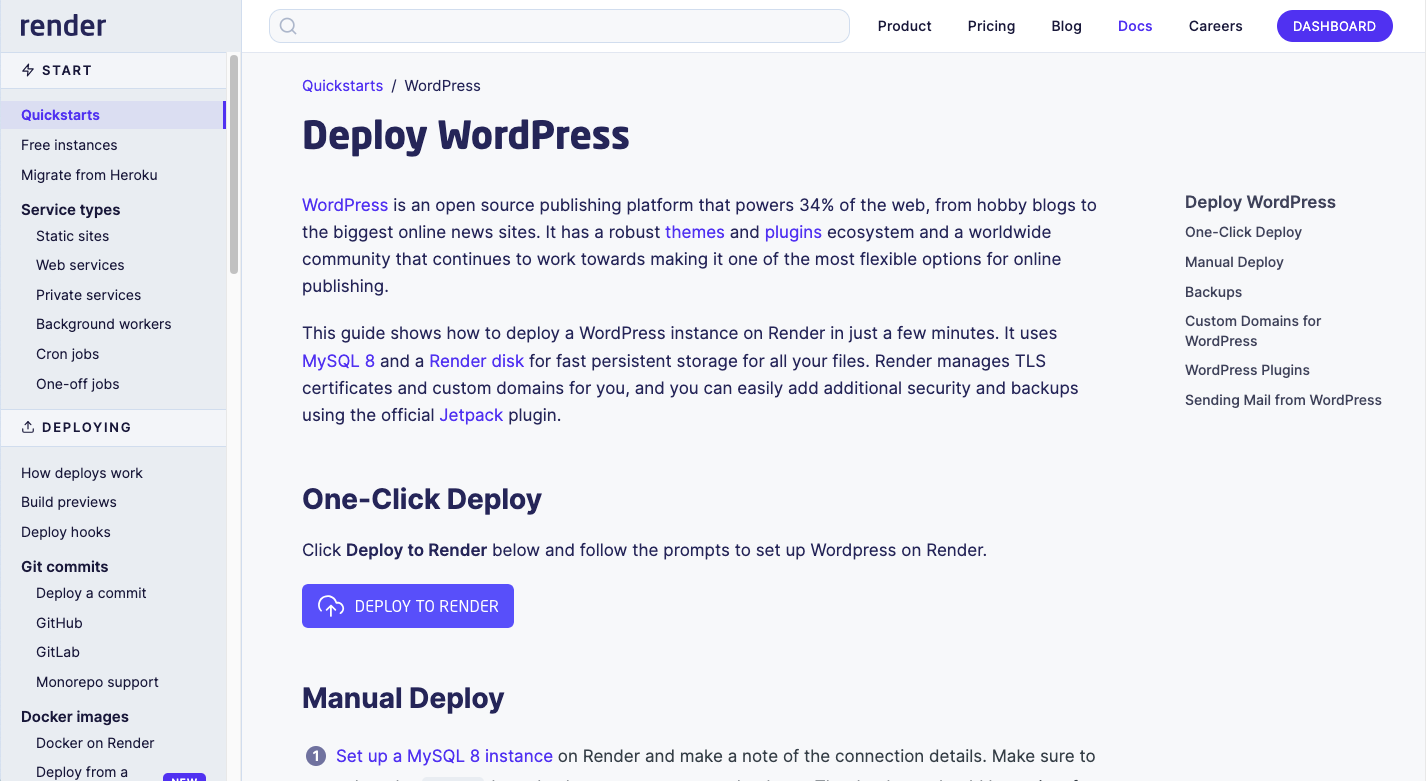 render
Product
Pricing
Blog
Docs
Careers
DASHBOARD
START
Quickstarts
Free instances
Migrate from Heroku
Service types
Static sites
Web services
Private services
Background workers
Cron jobs
One-off jobs
DEPLOYING
How deploys work
Build previews
Deploy hooks
Git commits
Deploy a commit
GitHub
GitLab
Monorepo support
Docker images
Docker on Render
Deploy from a
NEW
Quickstarts / WordPress
Deploy WordPress
WordPress is an open source publishing platform that powers 34% of the web, from hobby blogs to
the biggest online news sites. It has a robust themes and plugins ecosystem and a worldwide
community that continues to work towards making it one of the most flexible options for online
publishing.
This guide shows how to deploy a WordPress instance on Render in just a few minutes. It uses
MySQL 8 and a Render disk for fast persistent storage for all your files. Render manages TLS
certificates and custom domains for you, and you can easily add additional security and backups
using the official Jetpack plugin.
One-Click Deploy
Click Deploy to Render below and follow the prompts to set up Wordpress on Render.
DEPLOY TO RENDER
Manual Deploy
1 Set up a MySQL 8 instance on Render and make a note of the connection details. Make sure to
Deploy WordPress
One-Click Deploy
Manual Deploy
Backups
Custom Domains for
WordPress
WordPress Plugins
Sending Mail from WordPress